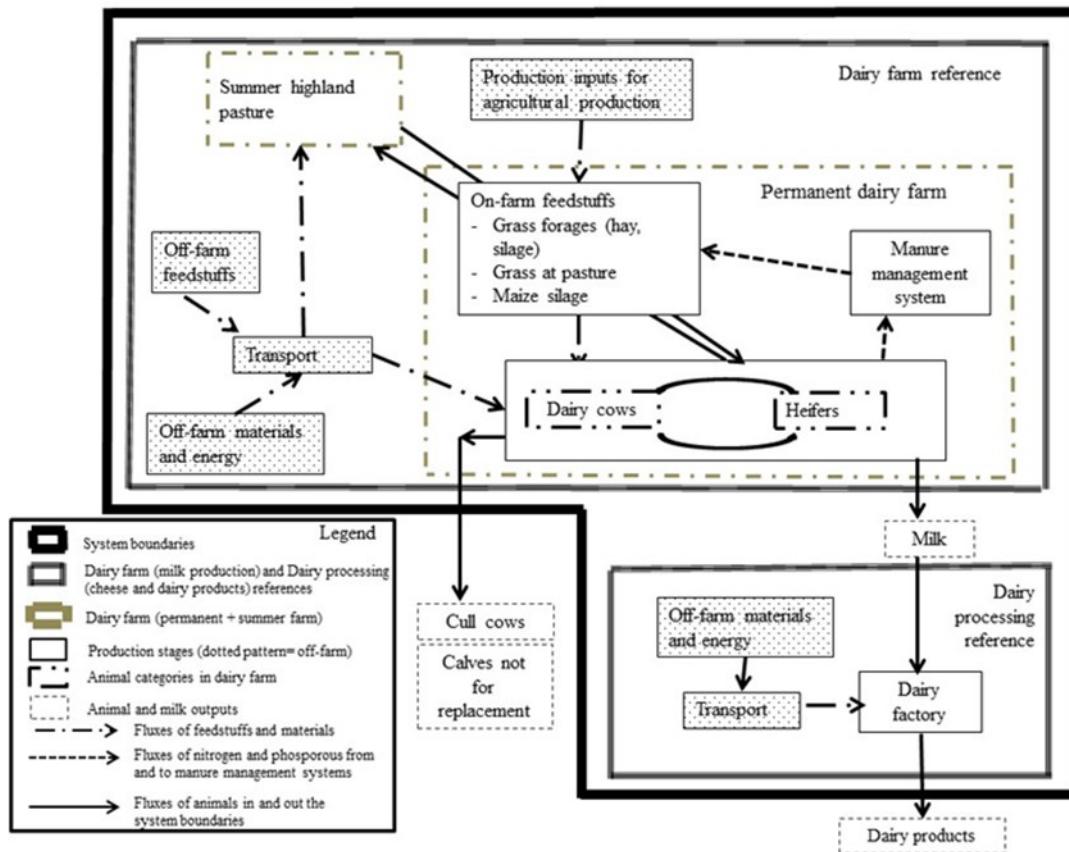 Dairy farm reference
Summer highland
pasture
Production inputs for
agricultural production
Permanent dairy farm
On-farm feedstuffs
- Grass forages (hay,
silage)
- Grass at pasture
- Maize silage
Manure
management
system
Off-farm
feedstuffs
Transport
Off-farm materials
and energy
Dairy cows
Heifers
Milk
Legend
System boundaries
Dairy farm (milk production) and Dairy processing
(cheese and dairy products) references
Dairy farm (permanent + summer farm)
Production stages (dotted pattern= off-farm)
Animal categories in dairy farm
Animal and milk outputs
Fluxes of feedstuffs and materials
Fluxes of nitrogen and phosporous from
and to manure management systems
Fluxes of animals in and out the
system boundaries
Cull cows
Calves not
for
replacement
Dairy
processing
reference
Off-farm materials
and energy
Transport
Dairy
factory
Dairy products